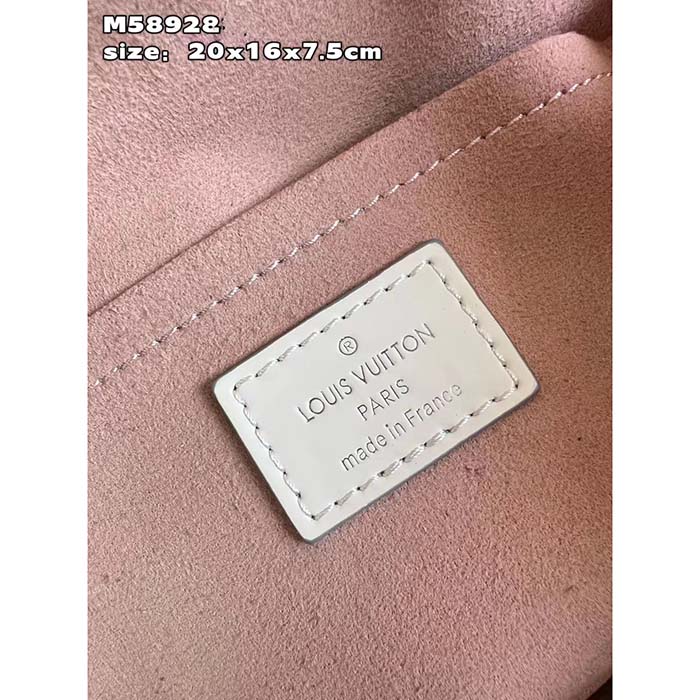 M58928
size: 20x16x7.5cm
®
LOUIS VUITTON
PARIS
made in France